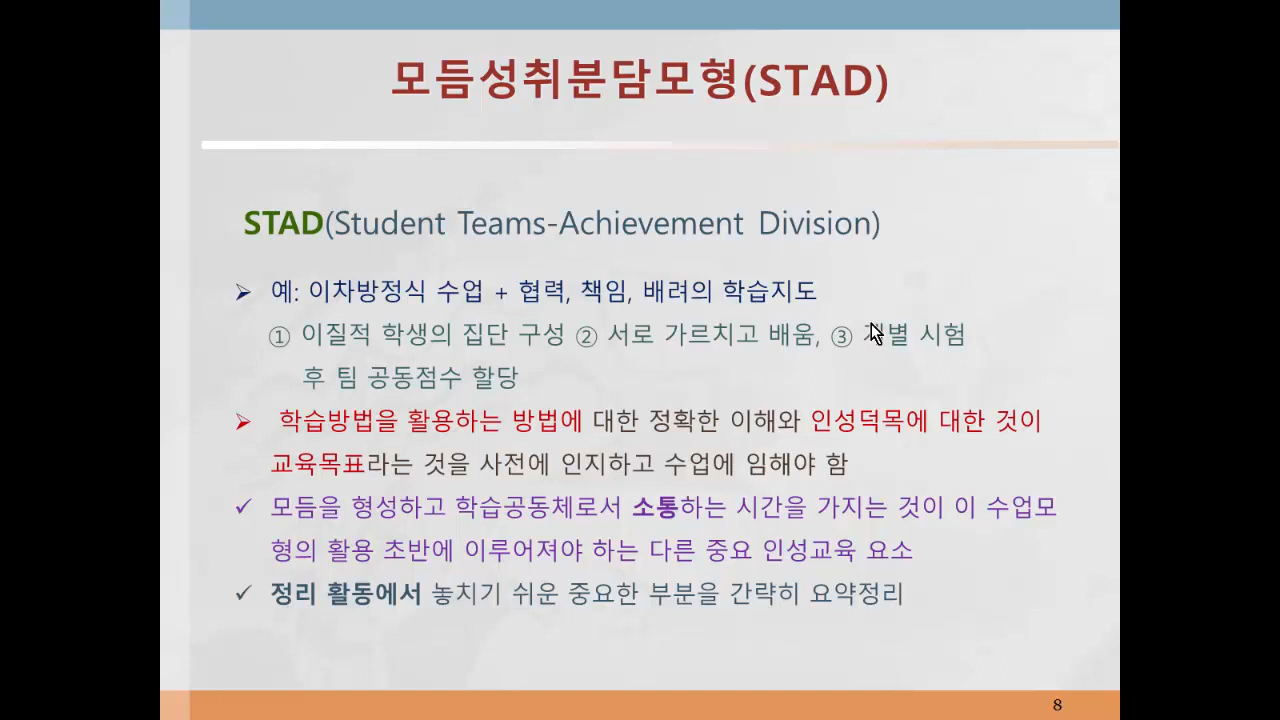 모듬성취분담모형(STAD)
STAD(Student Teams-Achievement Division)
➢ 예: 이차방정식 수업 + 협력, 책임, 배려의 학습지도
① 이질적 학생의 집단 구성 ② 서로 가르치고 배움, ③ 개별 시험
후 팀 공동점수 할당
➢ 학습방법을 활용하는 방법에 대한 정확한 이해와 인성덕목에 대한 것이
교육목표라는 것을 사전에 인지하고 수업에 임해야 함
✓ 모듬을 형성하고 학습공동체로서 소통하는 시간을 가지는 것이 이 수업모
형의 활용 초반에 이루어져야 하는 다른 중요 인성교육 요소
✓ 정리 활동에서 놓치기 쉬운 중요한 부분을 간략히 요약정리
8